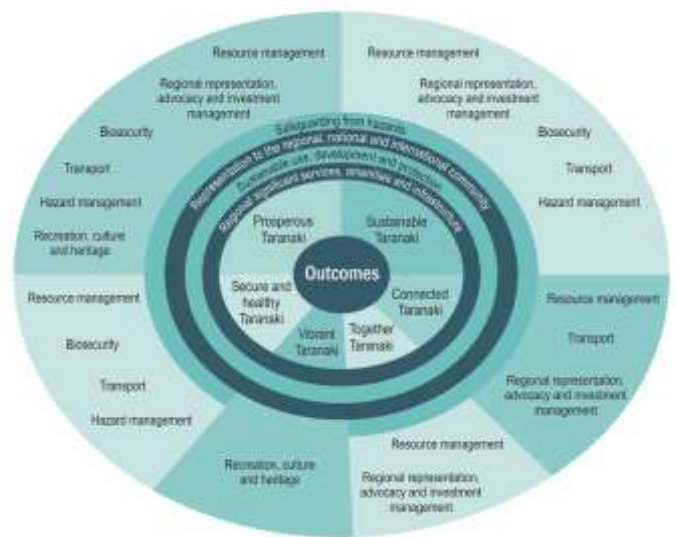 Resource management
Regional representation,
advocacy and investment
management
Biosecurity
Transport
Hazard management
Recreation, culture
and heritage
Resource management
Regional representation,
advocacy and investment
management
Biosecurity
Transport
Hazard management
Safeguarding from hazards
Representation to the regional, national and international community
Sustainable use, development and protection
Regional significant services, amenities and infrastructure
Prosperous
Taranaki
Sustainable
Taranaki
Outcomes
Secure and
healthy
Taranaki
Connected
Taranaki
Vibrant
Taranaki
Together
Taranaki
Resource management
Biosecurity
Transport
Hazard management
Resource management
Transport
Regional representation,
advocacy and investment
management
Recreation, culture
and heritage
Resource management
Regional representation,
advocacy and investment
management